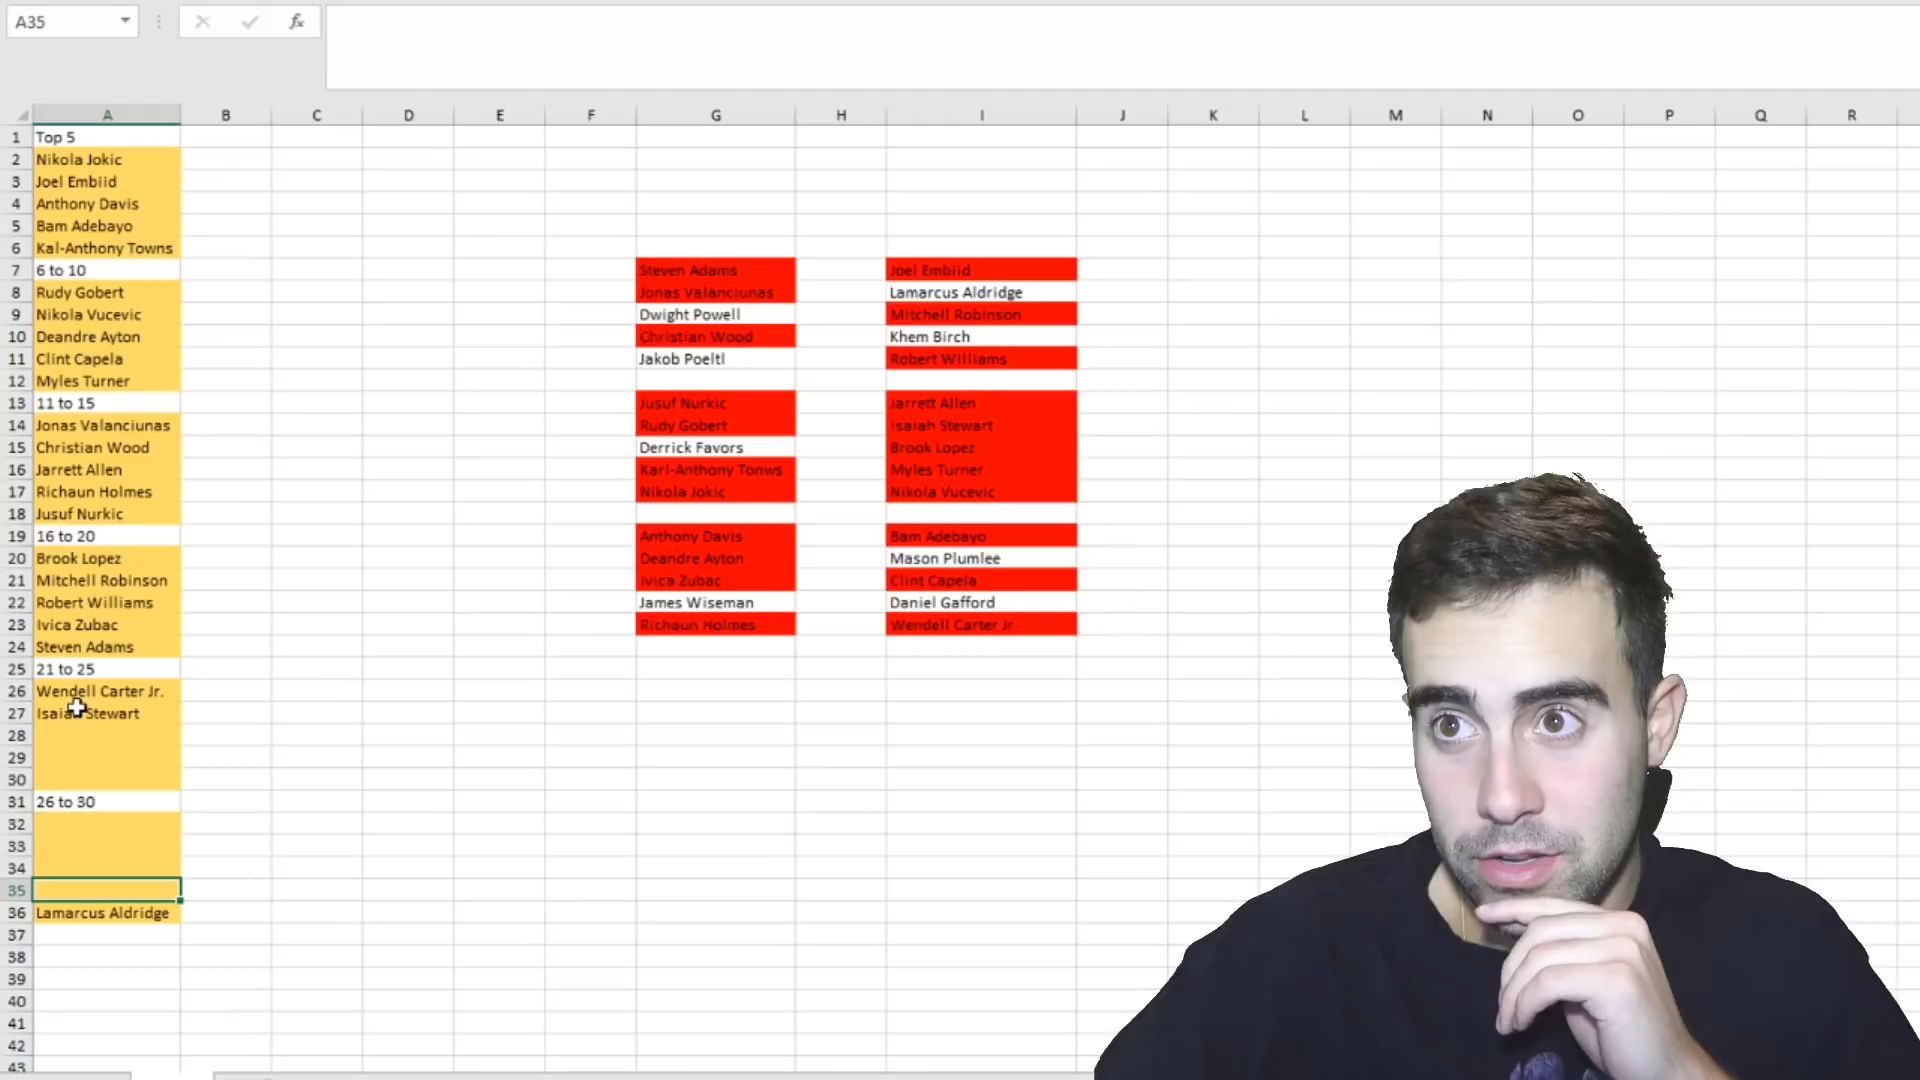 A35
fx
A B C D E F G H I J K L M N O P Q R
1 Top 5
2 Nikola Jokic
3 Joel Embiid
4 Anthony Davis
5 Bam Adebayo
6 Kal-Anthony Towns
7 6 to 10 Steven Adams Joel Embiid
8 Rudy Gobert Jonas Valanciunas Lamarcus Aldridge
9 Nikola Vucevic Dwight Powell Mitchell Robinson
10 Deandre Ayton Christian Wood Khem Birch
11 Clint Capela Jakob Poeltl Robert Williams
12 Myles Turner
13 11 to 15 Jusuf Nurkic Jarrett Allen
14 Jonas Valanciunas Rudy Gobert Isaiah Stewart
15 Christian Wood Derrick Favors Brook Lopez
16 Jarrett Allen Karl-Anthony Tonws Myles Turner
17 Richaun Holmes Nikola Jokic Nikola Vucevic
18 Jusuf Nurkic
19 16 to 20 Anthony Davis Bam Adebayo
20 Brook Lopez Deandre Ayton Mason Plumlee
21 Mitchell Robinson Ivica Zubac Clint Capela
22 Robert Williams James Wiseman Daniel Gafford
23 Ivica Zubac Richaun Holmes Wendell Carter Jr.
24 Steven Adams
25 21 to 25
26 Wendell Carter Jr.
27 Isaiah Stewart
28
29
30
31 26 to 30
32
33
34
35
36 Lamarcus Aldridge
37
38
39
40
41
42
43